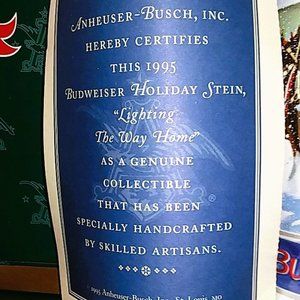 Anheuser-Busch, Inc.
hereby certifies
this 1995
Budweiser Holiday Stein,
"Lighting
The Way Home"
as a genuine
collectible
that has been
specially handcrafted
by skilled artisans.
1995 Anheuser-Busch, Inc., St. Louis, MO
Bu